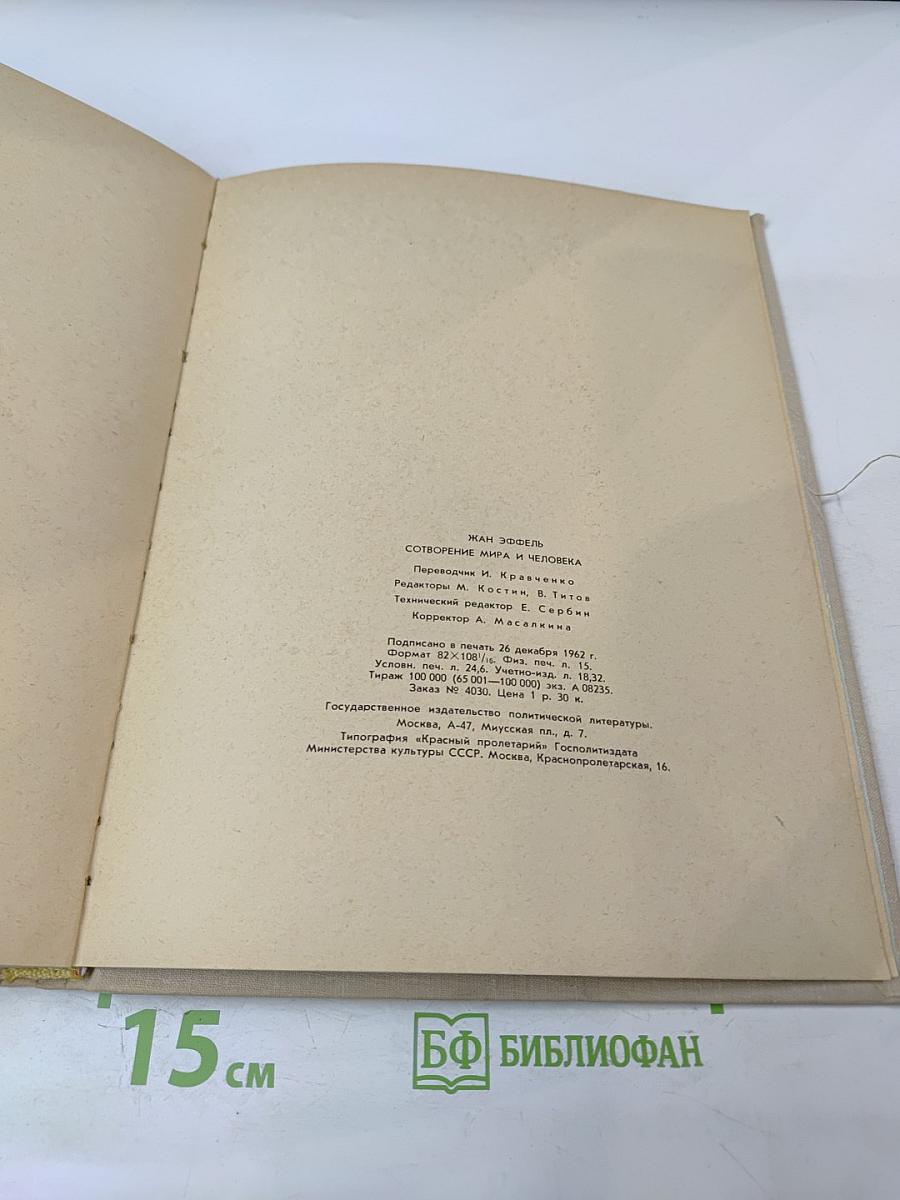 ЖАН ЭФФЕЛЬ
СОТВОРЕНИЕ МИРА И ЧЕЛОВЕКА
Переводчик И. Кравченко
Редакторы М. Костин, В. Титов
Технический редактор Е. Сербин
Корректор А. Масалкина
Подписано в печать 26 декабря 1962 г.
Формат 82×108¹/₁₆. Физ. печ. л. 15.
Условн. печ. л. 24,6. Учетно-изд. л. 18,32.
Тираж 100 000 (65 001—100 000) экз. А 08235.
Заказ № 4030. Цена 1 р. 30 к.
Государственное издательство политической литературы.
Москва, А-47, Миусская пл., д. 7.
Типография «Красный пролетарий» Госполитиздата
Министерства культуры СССР. Москва, Краснопролетарская, 16.
15 см
БФ БИБЛИОФАН